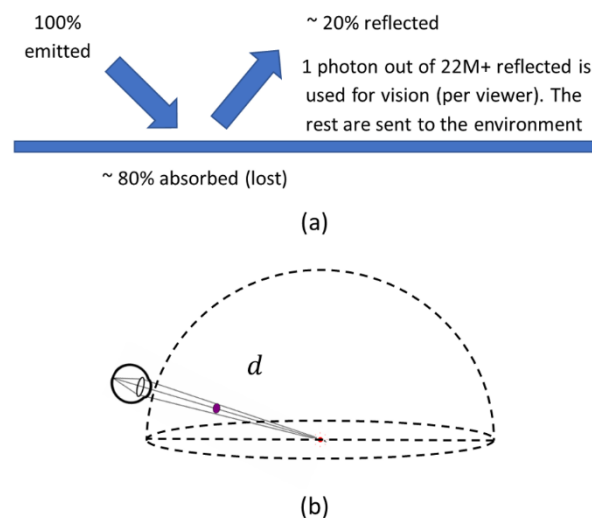 100%
emitted
~ 20% reflected
1 photon out of 22M+ reflected is
used for vision (per viewer). The
rest are sent to the environment
~ 80% absorbed (lost)
(a)
d
(b)